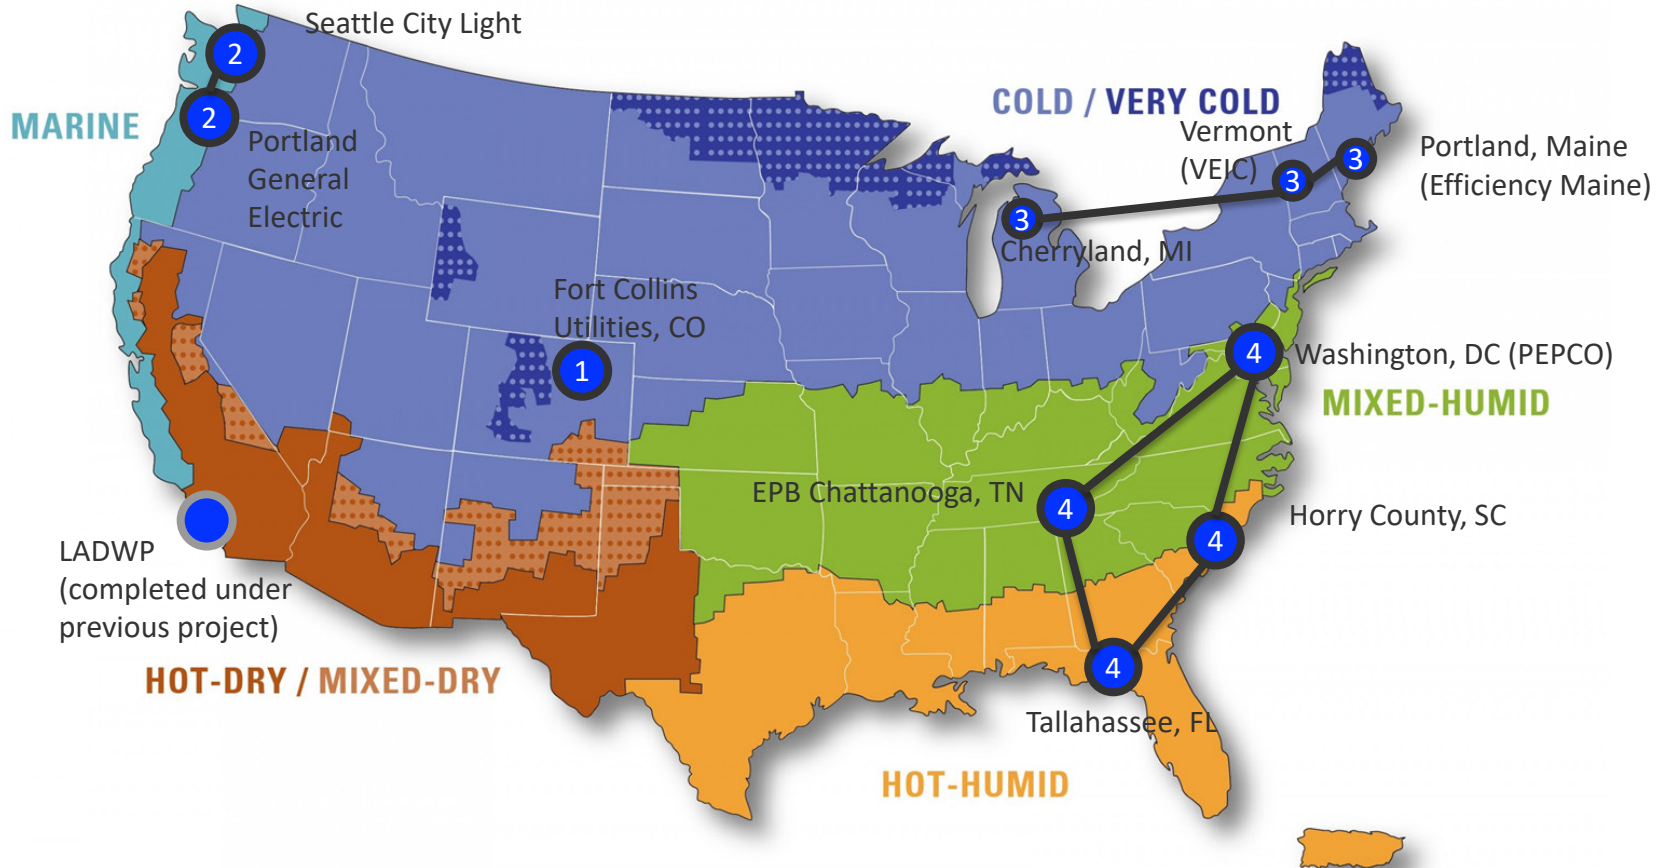 Seattle City Light
2
2
MARINE
Portland
General
Electric
COLD / VERY COLD
Vermont
(VEIC)
3
3
Portland, Maine
(Efficiency Maine)
3
Cherryland, MI
Fort Collins
Utilities, CO
1
4
Washington, DC (PEPCO)
MIXED-HUMID
EPB Chattanooga, TN
4
Horry County, SC
4
LADWP
(completed under
previous project)
HOT-DRY / MIXED-DRY
4
Tallahassee, FL
HOT-HUMID